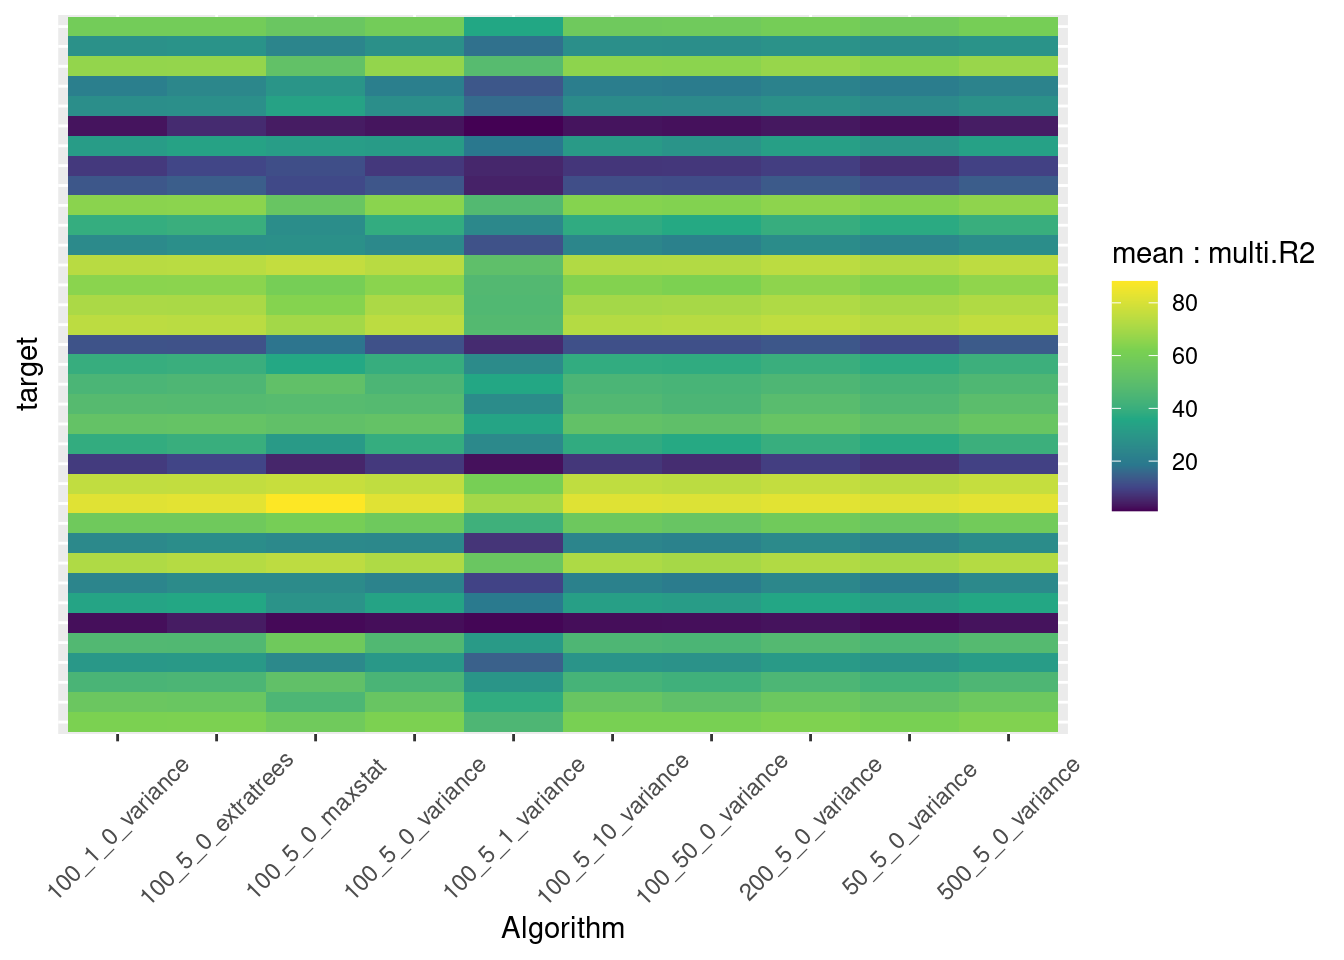 mean : multi.R2
80
60
40
20
target
100_1_0_variance
100_5_0_extratrees
100_5_0_maxstat
100_5_0_variance
100_5_1_variance
100_5_10_variance
100_50_0_variance
200_5_0_variance
50_5_0_variance
500_5_0_variance
Algorithm